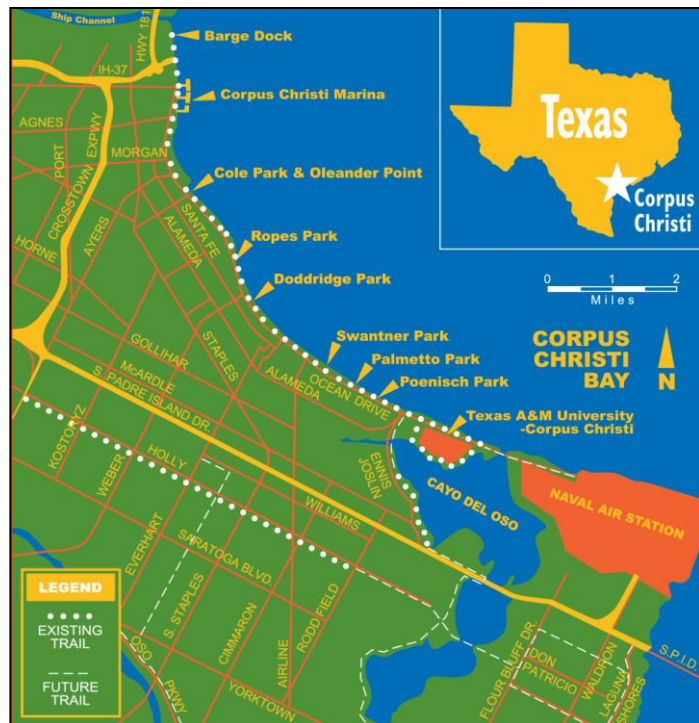 Ship Channel
HWY 181
Barge Dock
IH-37
Corpus Christi Marina
AGNES
PORT
CROSSTOWN EXPWY
MORGAN
Cole Park & Oleander Point
SANTA FE
ALAMEDA
AYERS
HORNE
Ropes Park
Doddridge Park
STAPLES
Texas
Corpus
Christi
0 1 2
Miles
CORPUS
CHRISTI
BAY
N
GOLLIHAR
McARDLE
S. PADRE ISLAND DR.
Swantner Park
Palmetto Park
Poenisch Park
ALAMEDA
OCEAN DRIVE
Texas A&M University
-Corpus Christi
KOSTORYZ
WEBER
HOLLY
EVERHART
WILLIAMS
ENNIS
JOSLIN
CAYO DEL OSO
NAVAL AIR STATION
SARATOGA BLVD.
S. STAPLES
CIMMARON
AIRLINE
RODD FIELD
OSO
PKWY
YORKTOWN
FLOUR BLUFF DR.
DON
PATRICIO
WALDRON
LAGUNA
SHORES
S.P.I.D.
LEGEND
EXISTING
TRAIL
FUTURE
TRAIL